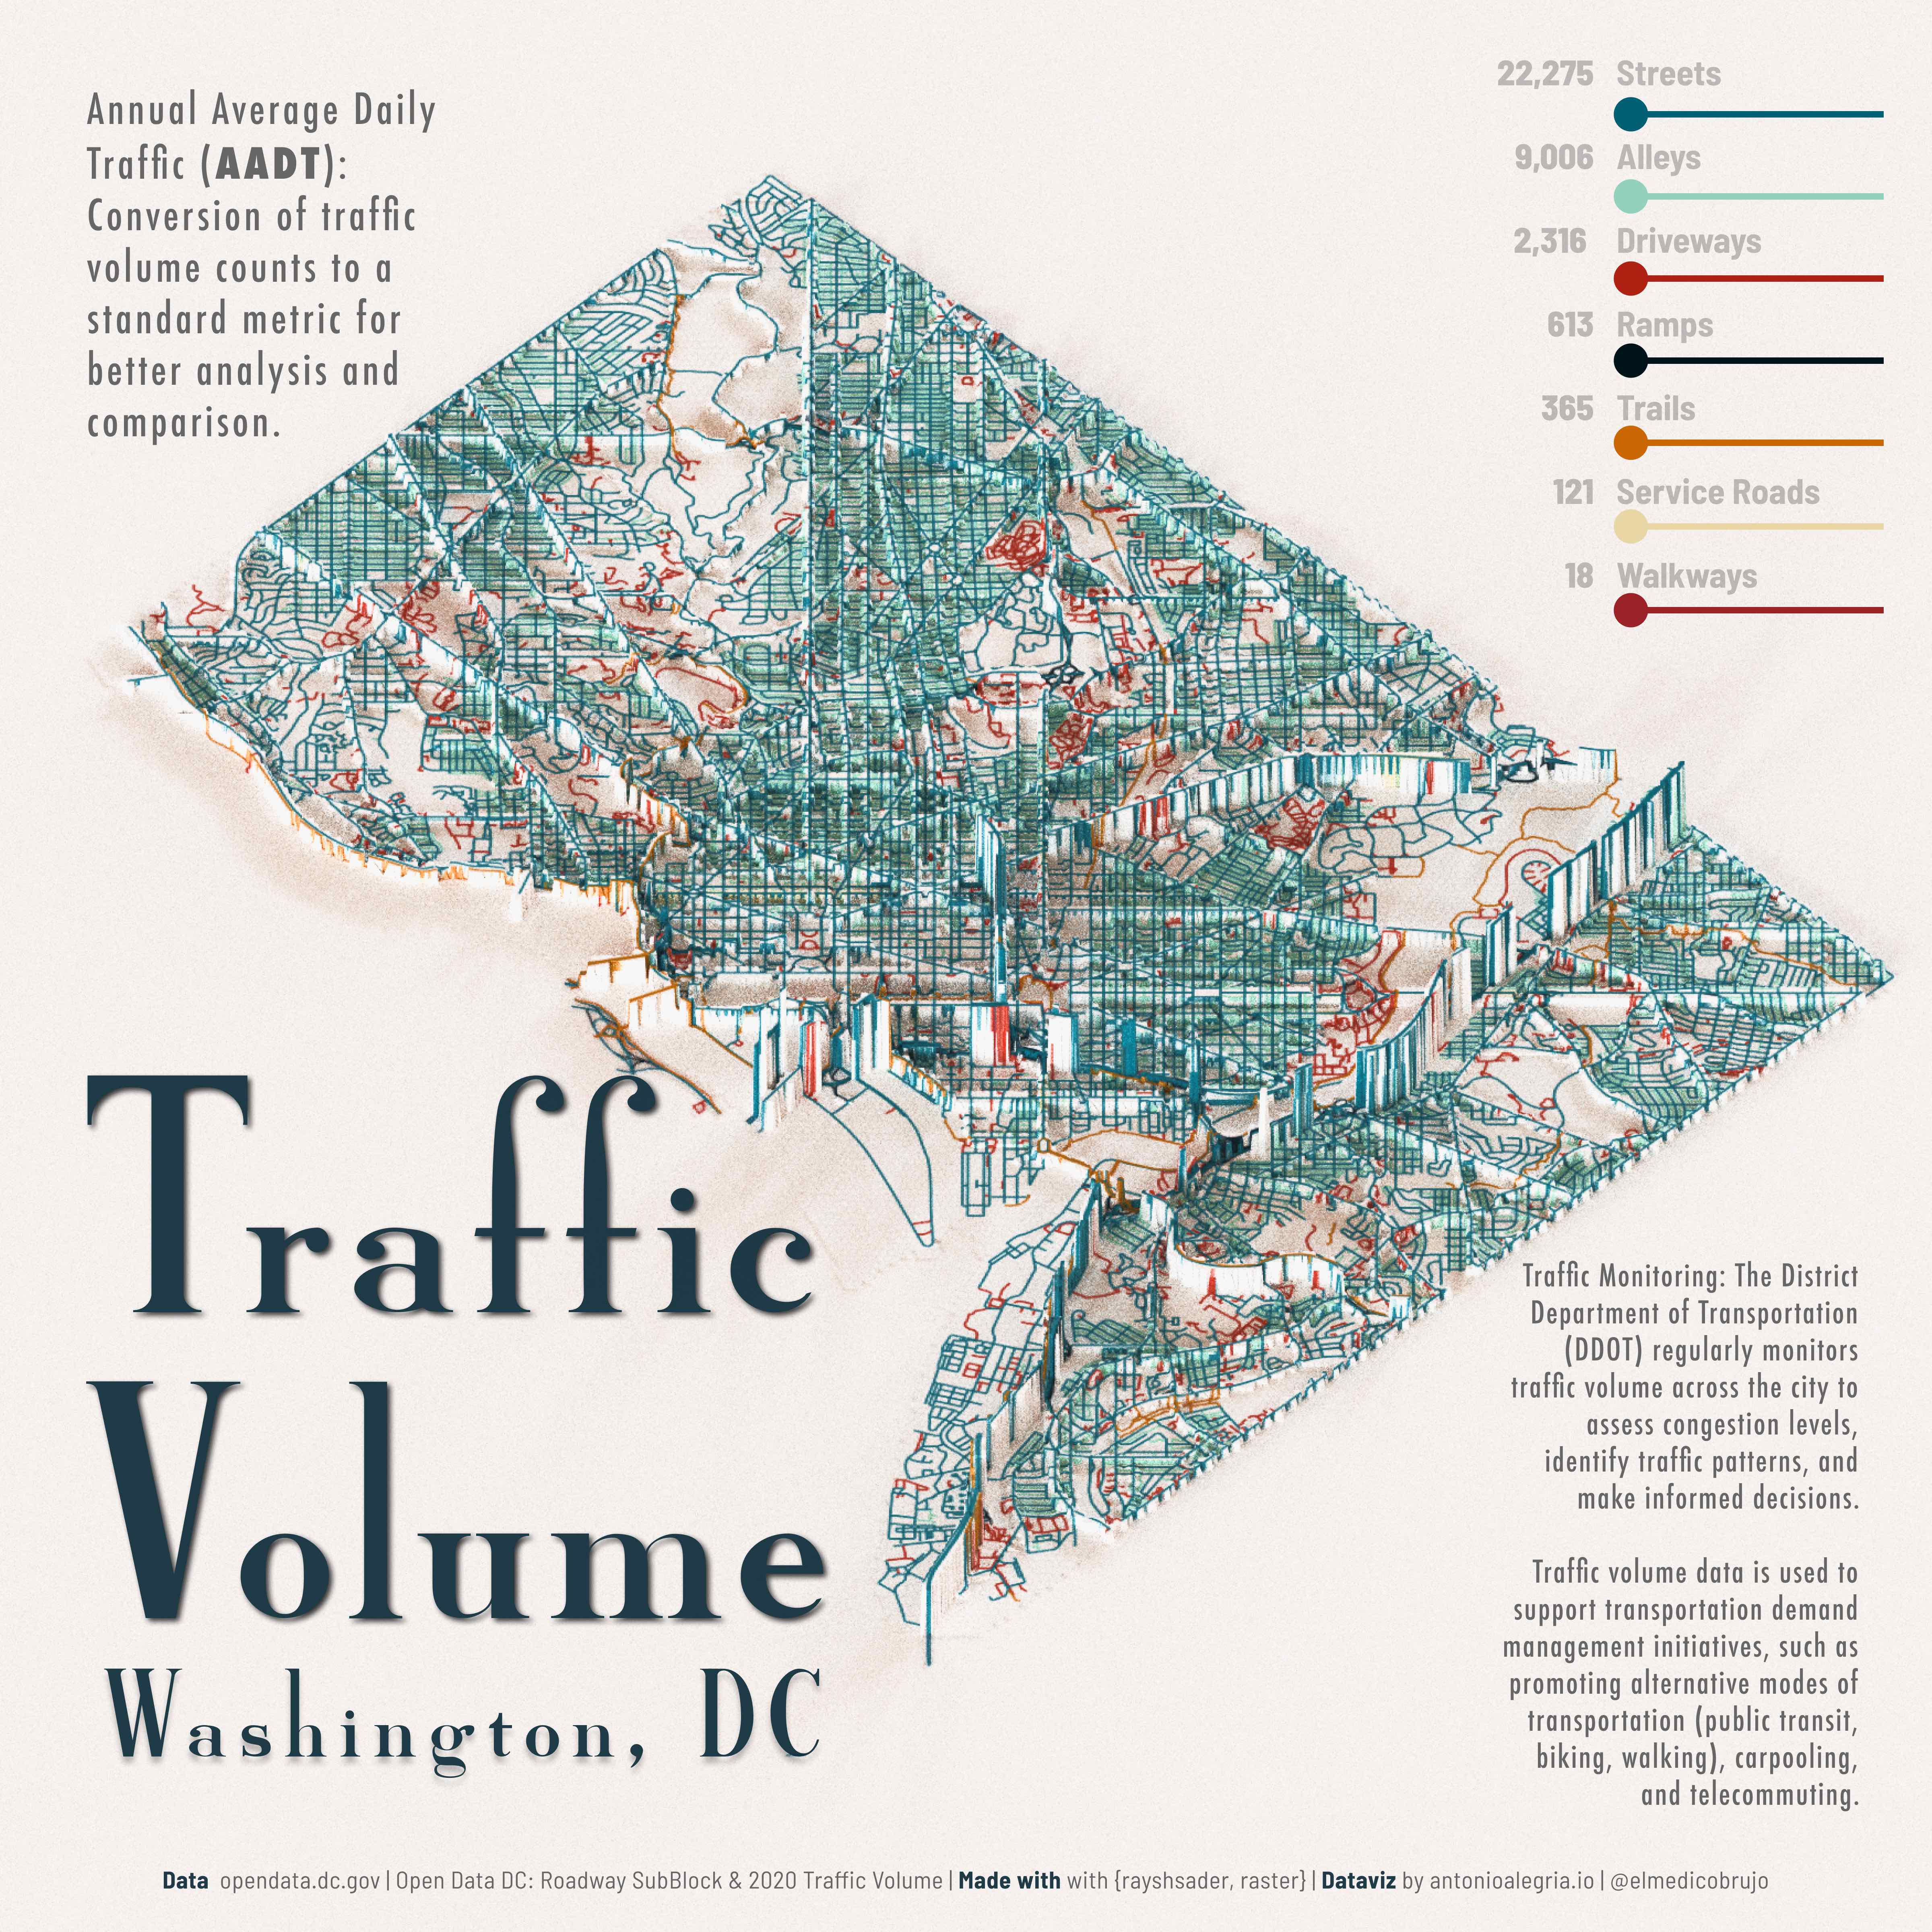 Annual Average Daily
Traffic (AADT):
Conversion of traffic
volume counts to a
standard metric for
better analysis and
comparison.
22,275 Streets
9,006 Alleys
2,316 Driveways
613 Ramps
365 Trails
121 Service Roads
18 Walkways
Traffic
Volume
Washington, DC
Traffic Monitoring: The District
Department of Transportation
(DDOT) regularly monitors
traffic volume across the city to
assess congestion levels,
identify traffic patterns, and
make informed decisions.
Traffic volume data is used to
support transportation demand
management initiatives, such as
promoting alternative modes of
transportation (public transit,
biking, walking), carpooling,
and telecommuting.
Data opendata.dc.gov | Open Data DC: Roadway SubBlock & 2020 Traffic Volume | Made with with {rayshsader, raster} | Dataviz by antonioalegria.io | @elmedicobrujo